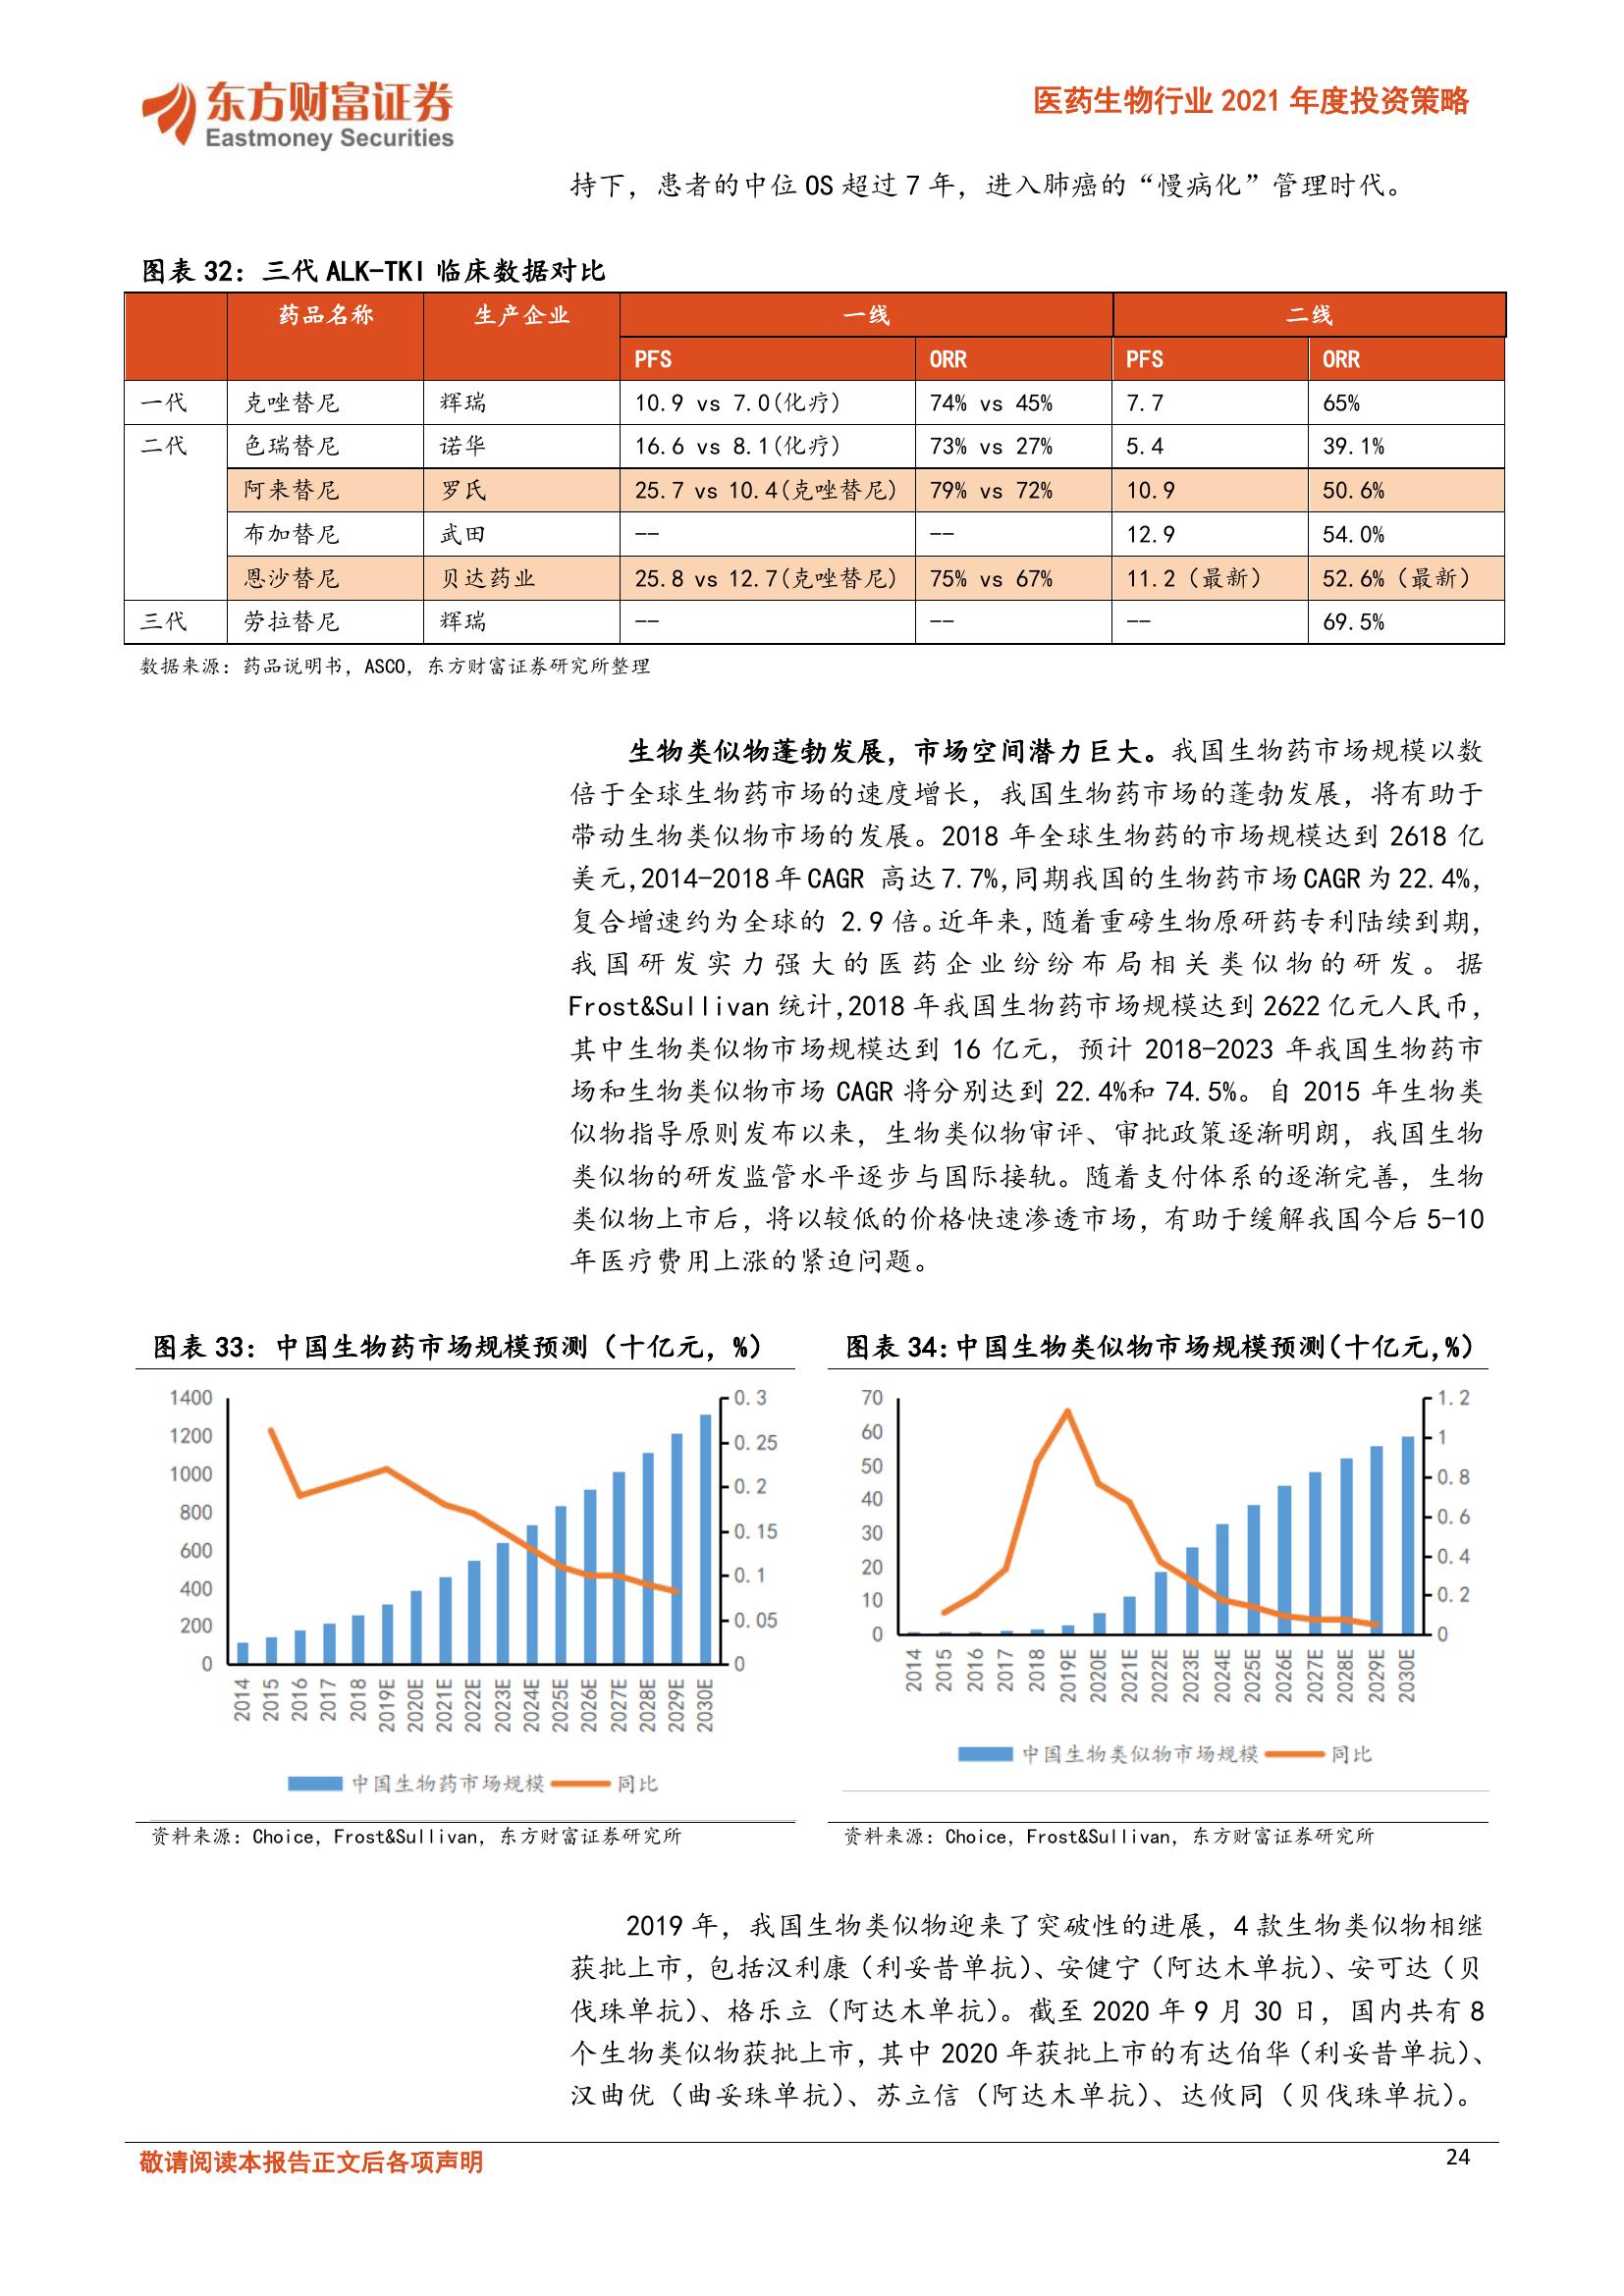 东方财富证券
Eastmoney Securities
医药生物行业 2021 年度投资策略
持下，患者的中位 OS 超过 7 年，进入肺癌的“慢病化”管理时代。
图表 32：三代 ALK-TKI 临床数据对比
药品名称 生产企业 一线 二线
PFS ORR PFS ORR
一代 克唑替尼 辉瑞 10.9 vs 7.0(化疗) 74% vs 45% 7.7 65%
二代 色瑞替尼 诺华 16.6 vs 8.1(化疗) 73% vs 27% 5.4 39.1%
阿来替尼 罗氏 25.7 vs 10.4(克唑替尼) 79% vs 72% 10.9 50.6%
布加替尼 武田 -- -- 12.9 54.0%
恩沙替尼 贝达药业 25.8 vs 12.7(克唑替尼) 75% vs 67% 11.2（最新） 52.6%（最新）
三代 劳拉替尼 辉瑞 -- -- -- 69.5%
数据来源：药品说明书，ASCO，东方财富证券研究所整理
生物类似物蓬勃发展，市场空间潜力巨大。我国生物药市场规模以数
倍于全球生物药市场的速度增长，我国生物药市场的蓬勃发展，将有助于
带动生物类似物市场的发展。2018 年全球生物药的市场规模达到 2618 亿
美元,2014-2018 年 CAGR 高达 7.7%,同期我国的生物药市场 CAGR 为 22.4%,
复合增速约为全球的 2.9 倍。近年来,随着重磅生物原研药专利陆续到期,
我国研发实力强大的医药企业纷纷布局相关类似物的研发。据
Frost&Sullivan 统计,2018 年我国生物药市场规模达到 2622 亿元人民币,
其中生物类似物市场规模达到 16 亿元，预计 2018-2023 年我国生物药市
场和生物类似物市场 CAGR 将分别达到 22.4%和 74.5%。自 2015 年生物类
似物指导原则发布以来，生物类似物审评、审批政策逐渐明朗，我国生物
类似物的研发监管水平逐步与国际接轨。随着支付体系的逐渐完善，生物
类似物上市后，将以较低的价格快速渗透市场，有助于缓解我国今后 5-10
年医疗费用上涨的紧迫问题。
图表 33：中国生物药市场规模预测（十亿元，%）
1400
1200
1000
800
600
400
200
0
0.3
0.25
0.2
0.15
0.1
0.05
0
2014 2015 2016 2017 2018 2019E 2020E 2021E 2022E 2023E 2024E 2025E 2026E 2027E 2028E 2029E 2030E
中国生物药市场规模 同比
资料来源：Choice，Frost&Sullivan，东方财富证券研究所
图表 34:中国生物类似物市场规模预测(十亿元,%)
70
60
50
40
30
20
10
0
1.2
1
0.8
0.6
0.4
0.2
0
2014 2015 2016 2017 2018 2019E 2020E 2021E 2022E 2023E 2024E 2025E 2026E 2027E 2028E 2029E 2030E
中国生物类似物市场规模 同比
资料来源：Choice，Frost&Sullivan，东方财富证券研究所
2019 年，我国生物类似物迎来了突破性的进展，4 款生物类似物相继
获批上市，包括汉利康（利妥昔单抗）、安健宁（阿达木单抗）、安可达（贝
伐珠单抗）、格乐立（阿达木单抗）。截至 2020 年 9 月 30 日，国内共有 8
个生物类似物获批上市，其中 2020 年获批上市的有达伯华（利妥昔单抗）、
汉曲优（曲妥珠单抗）、苏立信（阿达木单抗）、达攸同（贝伐珠单抗）。
敬请阅读本报告正文后各项声明
24